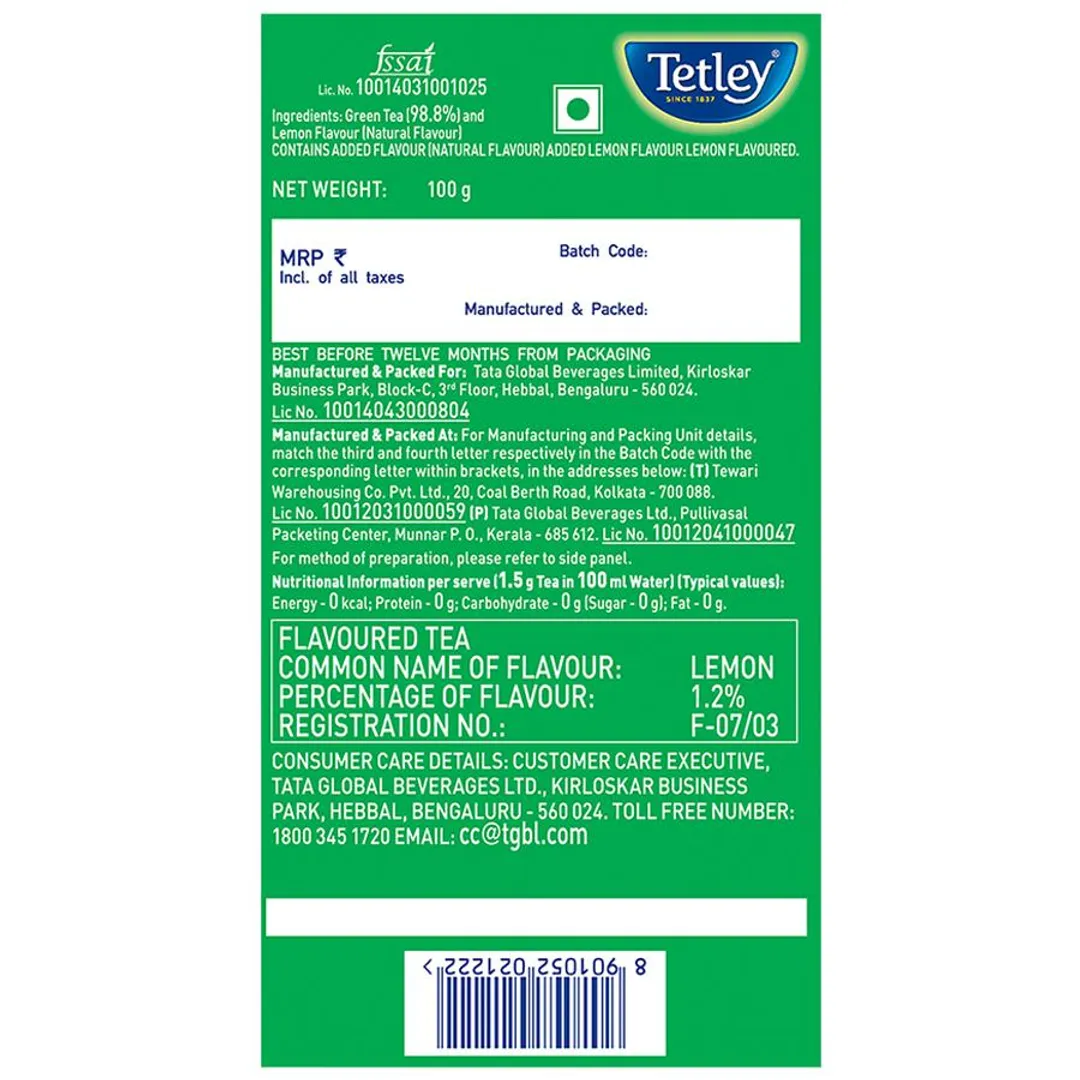 fssai
Lic. No. 10014031001025
Tetley®
SINCE 1837
Ingredients: Green Tea (98.8%) and
Lemon Flavour (Natural Flavour)
CONTAINS ADDED FLAVOUR (NATURAL FLAVOUR) ADDED LEMON FLAVOUR LEMON FLAVOURED.
NET WEIGHT: 100 g
MRP ₹
Incl. of all taxes
Batch Code:
Manufactured & Packed:
BEST BEFORE TWELVE MONTHS FROM PACKAGING
Manufactured & Packed For: Tata Global Beverages Limited, Kirloskar
Business Park, Block-C, 3rd Floor, Hebbal, Bengaluru - 560 024.
Lic No. 10014043000804
Manufactured & Packed At: For Manufacturing and Packing Unit details,
match the third and fourth letter respectively in the Batch Code with the
corresponding letter within brackets, in the addresses below: (T) Tewari
Warehousing Co. Pvt. Ltd., 20, Coal Berth Road, Kolkata - 700 088.
Lic No. 10012031000059 (P) Tata Global Beverages Ltd., Pullivasal
Packeting Center, Munnar P. O., Kerala - 685 612. Lic No. 10012041000047
For method of preparation, please refer to side panel.
Nutritional Information per serve (1.5 g Tea in 100 ml Water) (Typical values):
Energy - 0 kcal; Protein - 0 g; Carbohydrate - 0 g (Sugar - 0 g); Fat - 0 g.
FLAVOURED TEA
COMMON NAME OF FLAVOUR: LEMON
PERCENTAGE OF FLAVOUR: 1.2%
REGISTRATION NO.: F-07/03
CONSUMER CARE DETAILS: CUSTOMER CARE EXECUTIVE,
TATA GLOBAL BEVERAGES LTD., KIRLOSKAR BUSINESS
PARK, HEBBAL, BENGALURU - 560 024. TOLL FREE NUMBER:
1800 345 1720 EMAIL: cc@tgbl.com
8 901052 021222 >